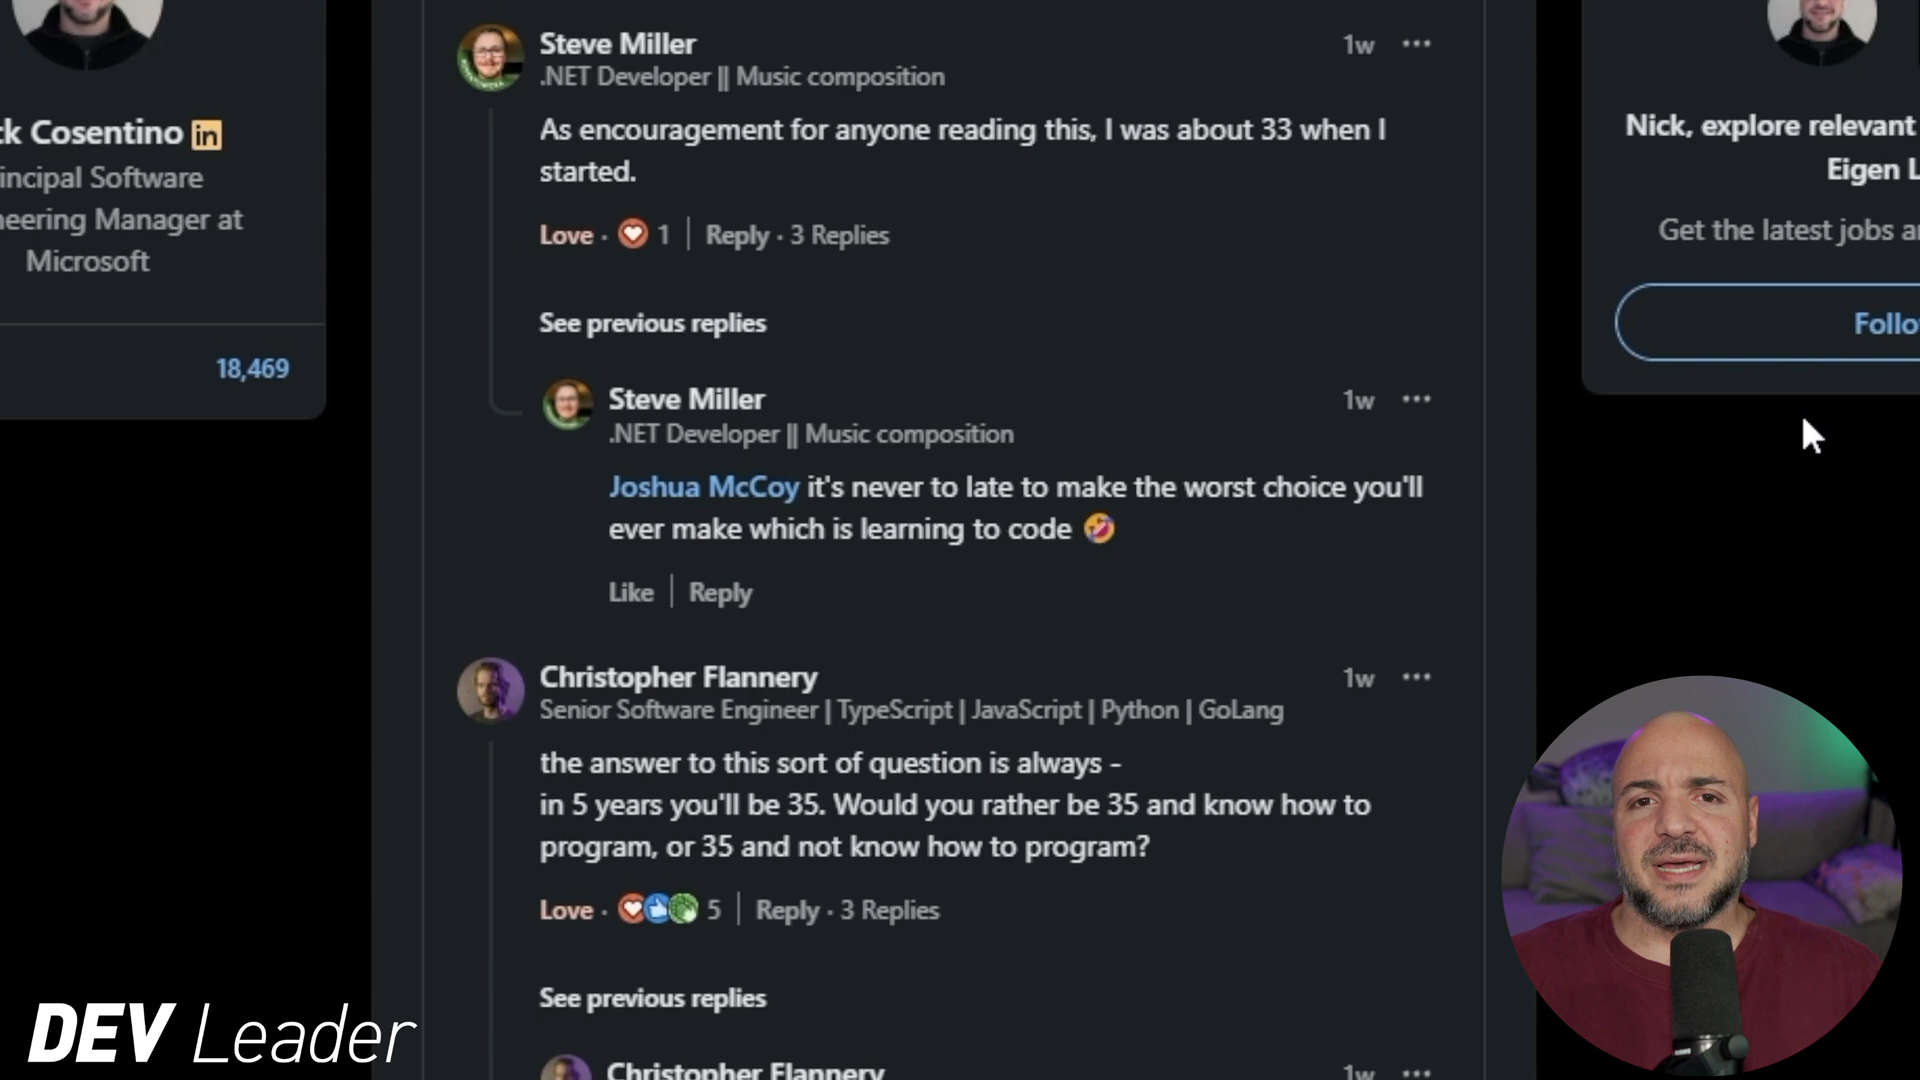 ck Cosentino in
incipal Software
neering Manager at
Microsoft
18,469
Steve Miller
1w
.NET Developer || Music composition
As encouragement for anyone reading this, I was about 33 when I
started.
Love · 1 | Reply · 3 Replies
See previous replies
Steve Miller
1w
.NET Developer || Music composition
Joshua McCoy it's never to late to make the worst choice you'll
ever make which is learning to code 🤣
Like | Reply
Christopher Flannery
1w
Senior Software Engineer | TypeScript | JavaScript | Python | GoLang
the answer to this sort of question is always -
in 5 years you'll be 35. Would you rather be 35 and know how to
program, or 35 and not know how to program?
Love · 5 | Reply · 3 Replies
See previous replies
Christopher Flannery
1w
Nick, explore relevant
Eigen L
Get the latest jobs a
Follo
DEV Leader